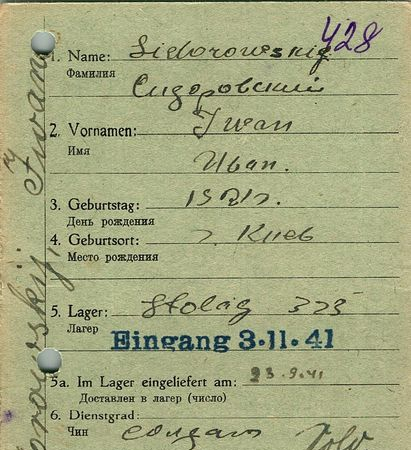 428
1. Name: Sidorowskij
Фамилия
Сидоровский
2. Vornamen: Iwan
Имя
Иван.
3. Geburtstag:
День рождения
4. Geburtsort: г. Киев
Место рождения
5. Lager: Stalag 325
Лагер
Eingang 3.11.41
5a. Im Lager eingeliefert am: 23.9.41
Доставлен в лагер (число)
6. Dienstgrad:
Чин солдат
Iwan